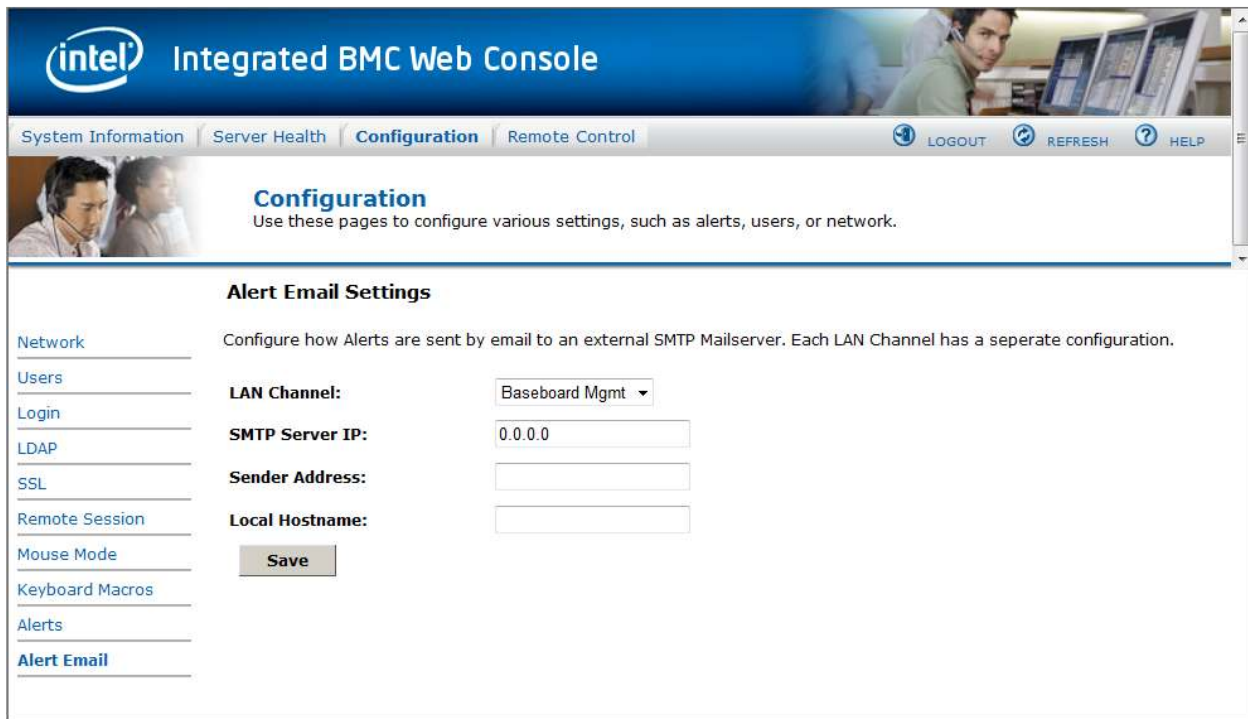 intel Integrated BMC Web Console
System Information Server Health Configuration Remote Control LOGOUT REFRESH ? HELP
Configuration
Use these pages to configure various settings, such as alerts, users, or network.
Alert Email Settings
Configure how Alerts are sent by email to an external SMTP Mailserver. Each LAN Channel has a seperate configuration.
Network
Users
Login
LDAP
SSL
Remote Session
Mouse Mode
Keyboard Macros
Alerts
Alert Email
LAN Channel: Baseboard Mgmt
SMTP Server IP: 0.0.0.0
Sender Address:
Local Hostname:
Save